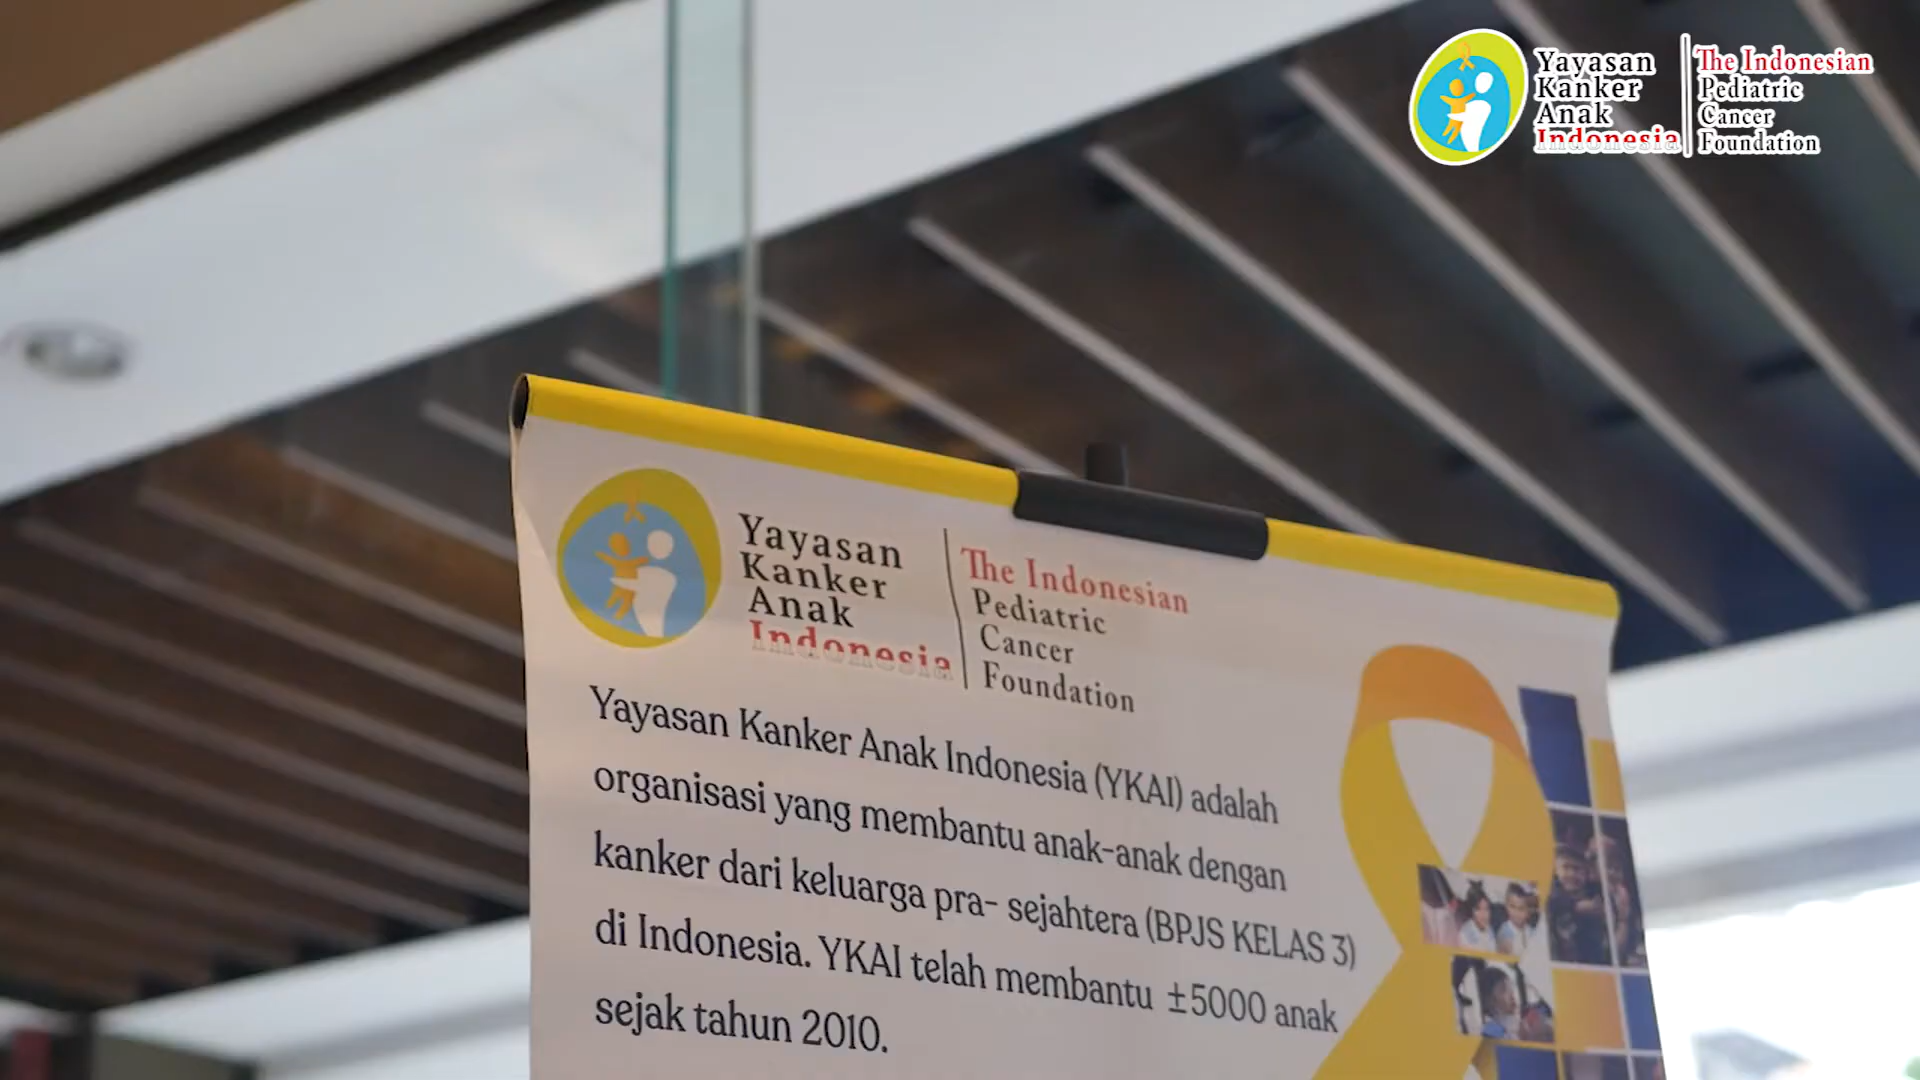 Yayasan
Kanker
Anak
Indonesia
The Indonesian
Pediatric
Cancer
Foundation
Yayasan
Kanker
Anak
Indonesia
The Indonesian
Pediatric
Cancer
Foundation
Yayasan Kanker Anak Indonesia (YKAI) adalah
organisasi yang membantu anak-anak dengan
kanker dari keluarga pra- sejahtera (BPJS KELAS 3)
di Indonesia. YKAI telah membantu ±5000 anak
sejak tahun 2010.